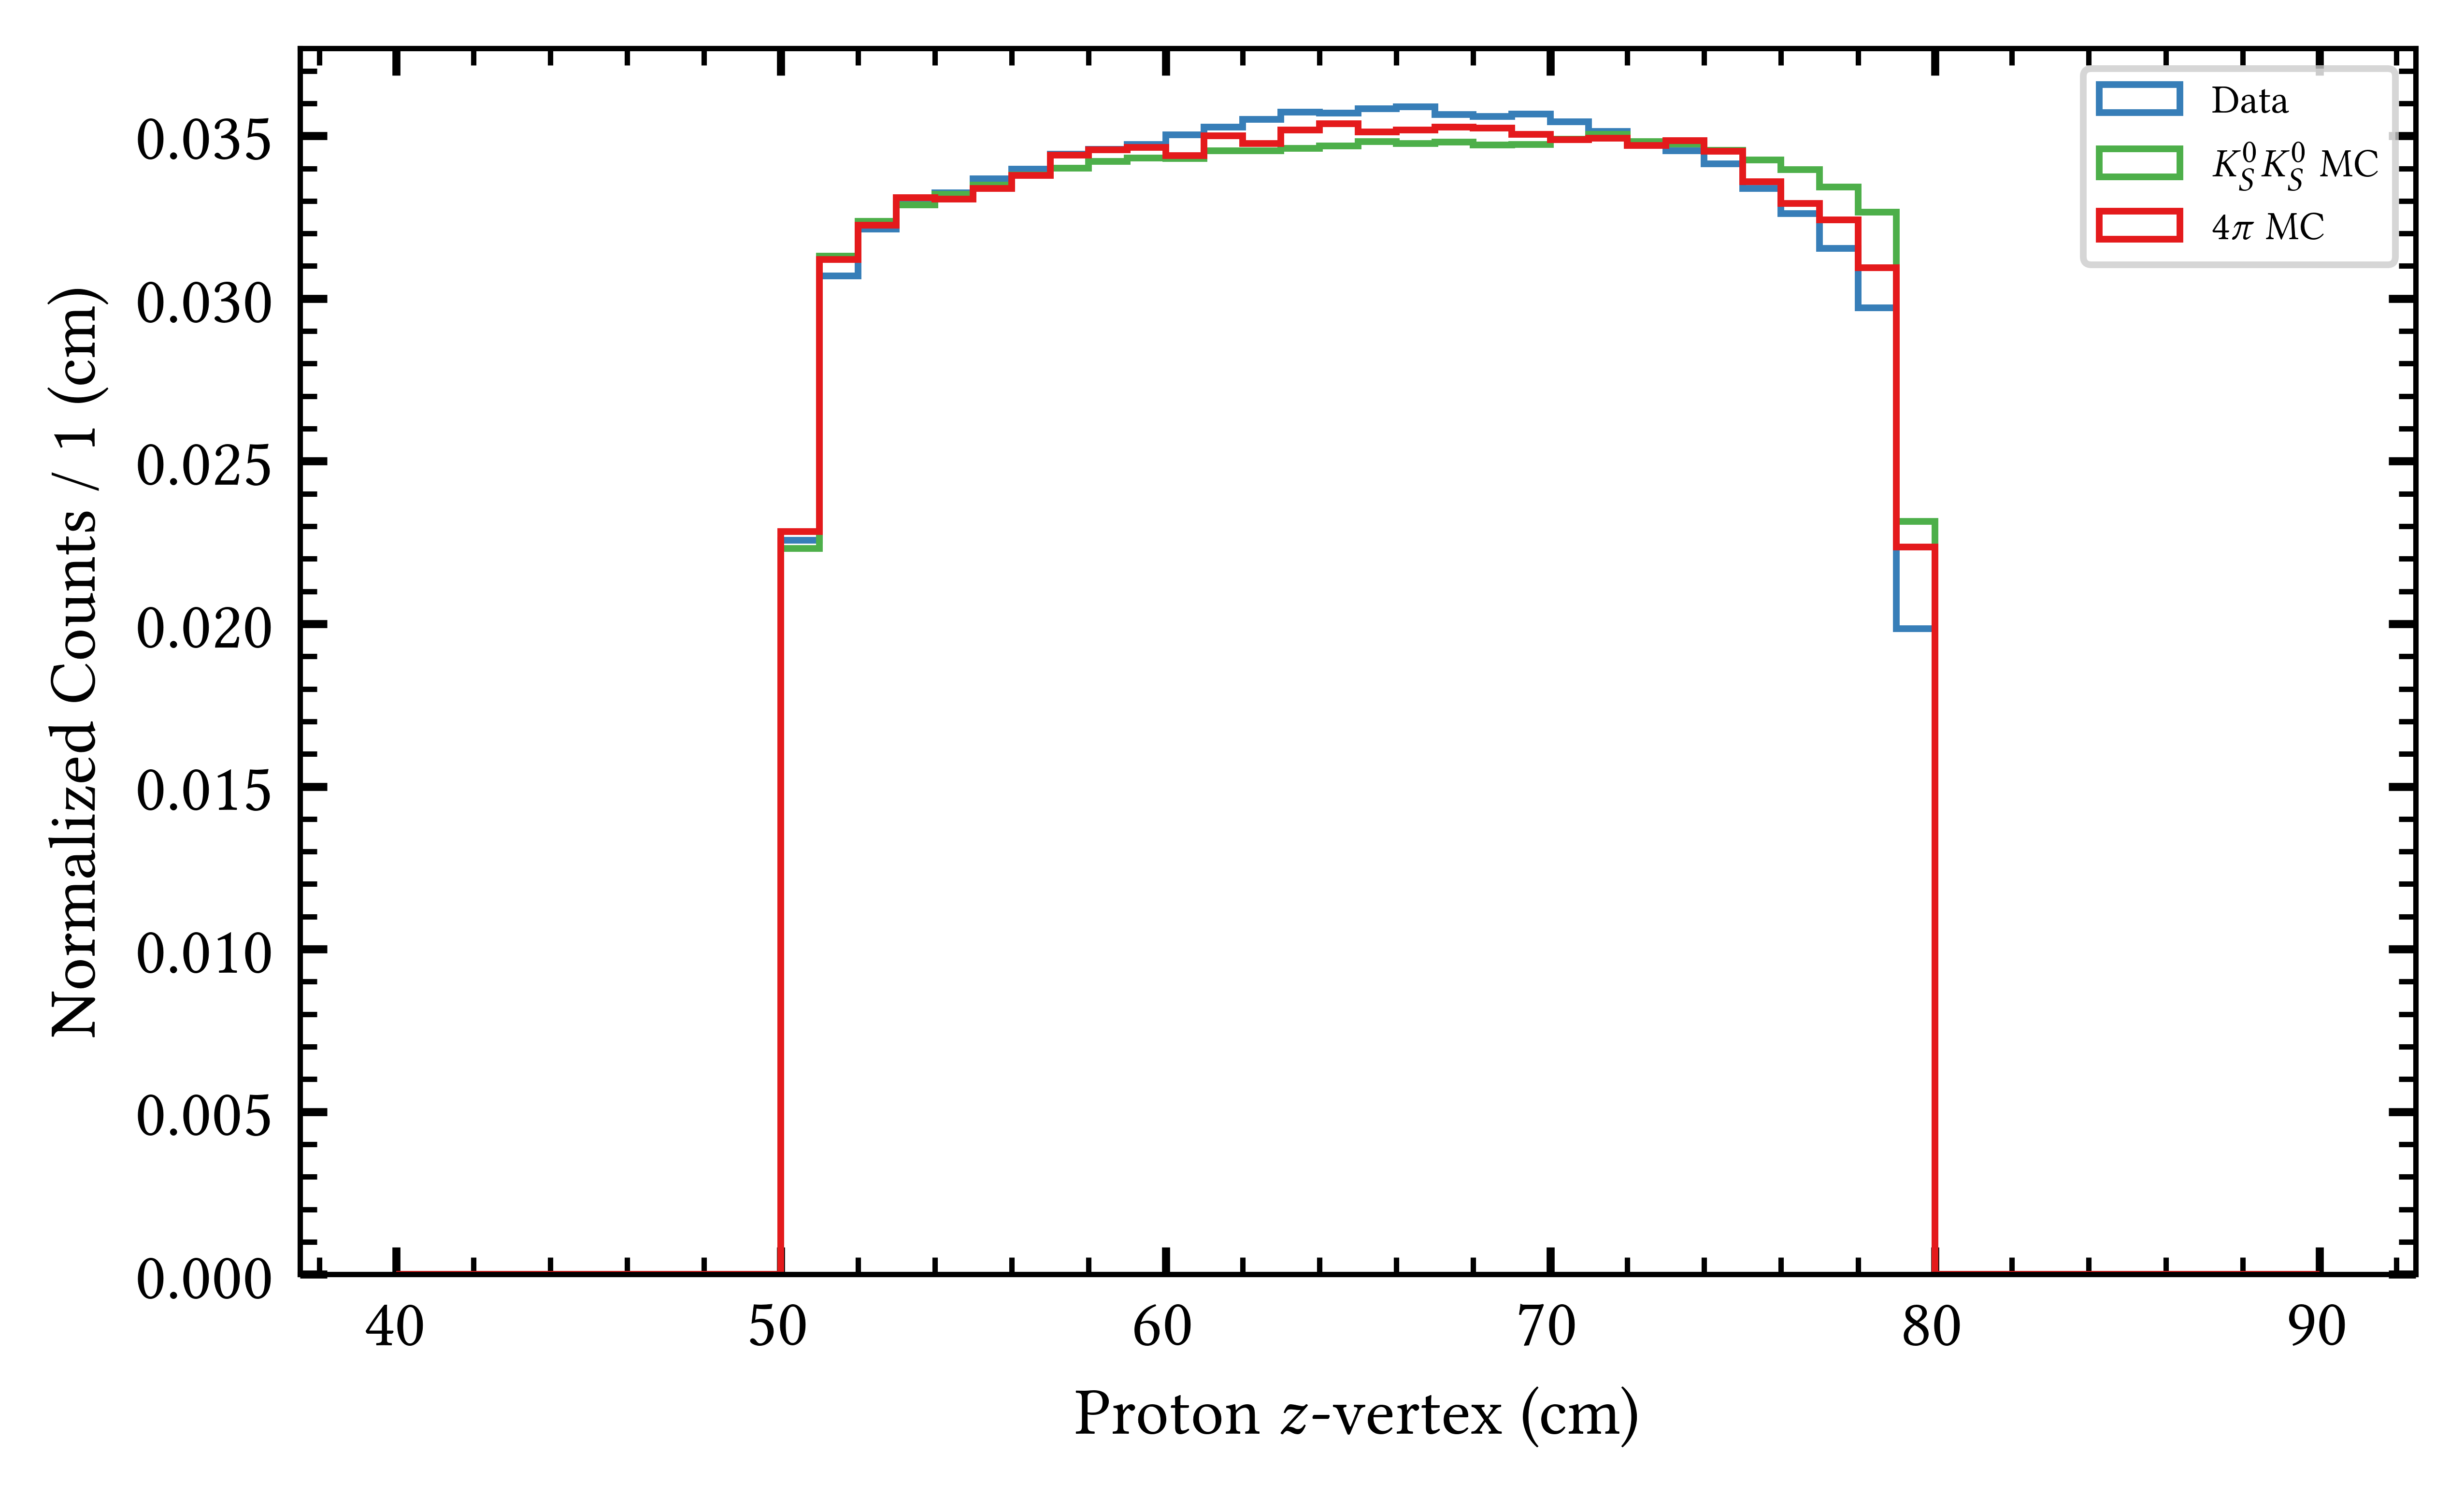 Normalized Counts / 1 (cm)
0.035
0.030
0.025
0.020
0.015
0.010
0.005
0.000
40 50 60 70 80 90
Proton z-vertex (cm)
Data
$K_S^0 K_S^0$ MC
4π MC